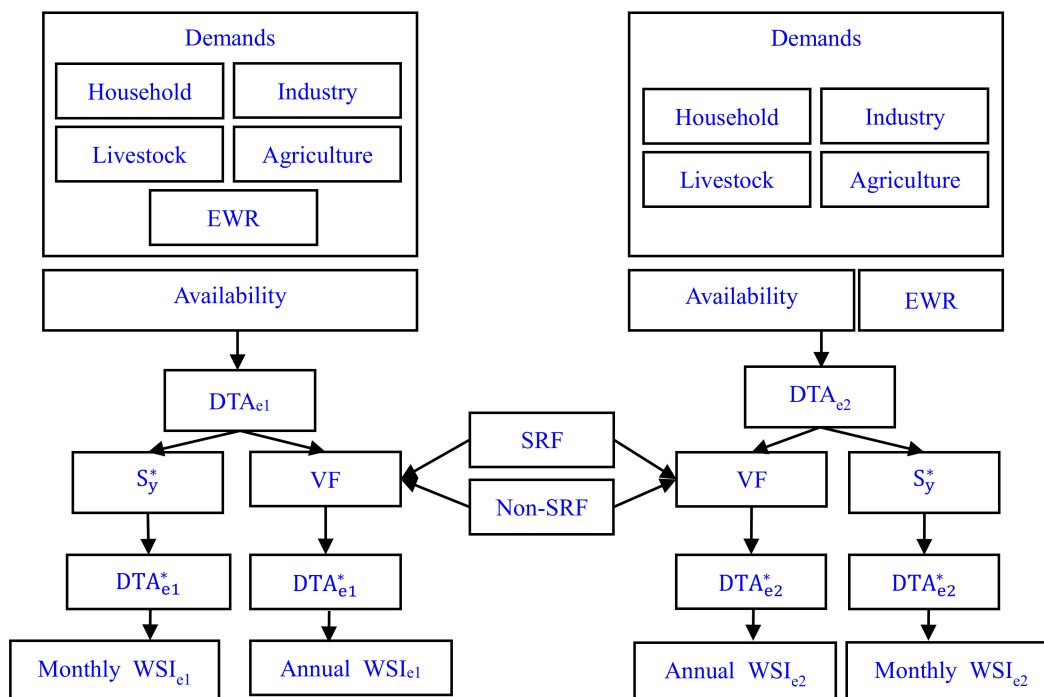 Demands
Household
Industry
Livestock
Agriculture
EWR
Availability
DTAe1
S*y
VF
DTA*e1
DTA*e1
Monthly WSIe1
Annual WSIe1
SRF
Non-SRF
Demands
Household
Industry
Livestock
Agriculture
Availability
EWR
DTAe2
VF
S*y
DTA*e2
DTA*e2
Annual WSIe2
Monthly WSIe2